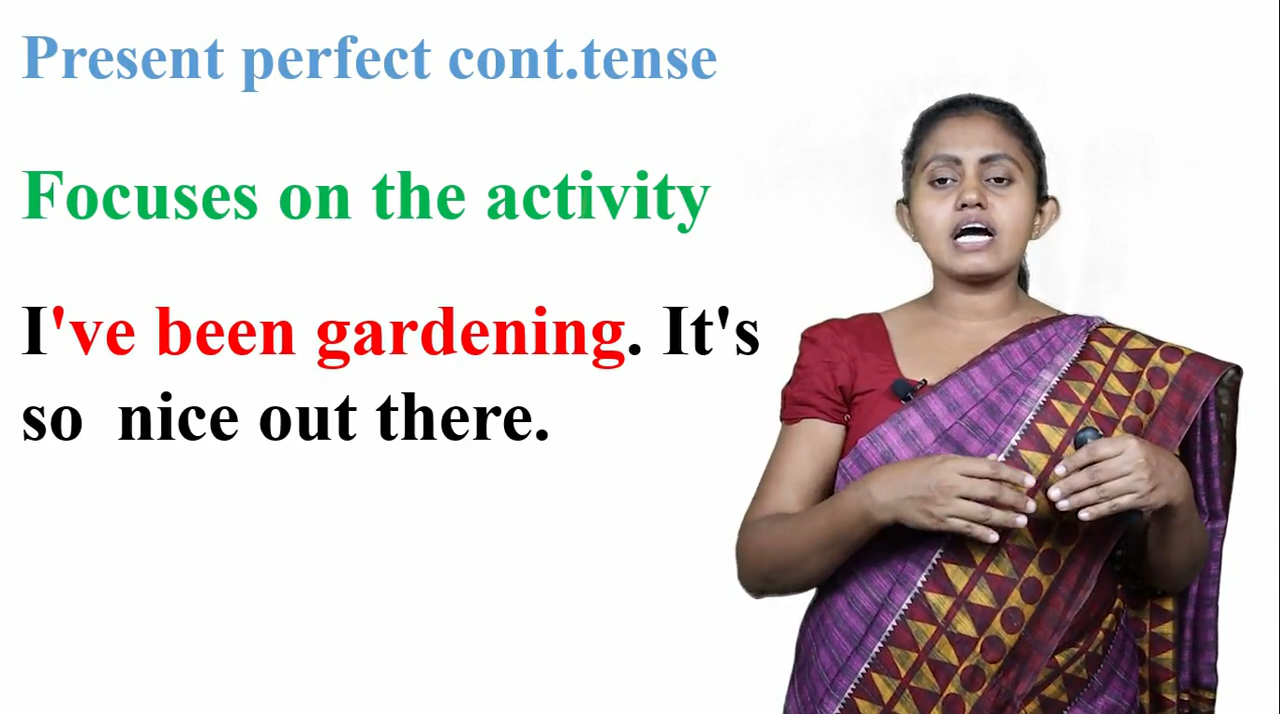 Present perfect cont.tense
Focuses on the activity
I've been gardening. It's
so  nice out there.